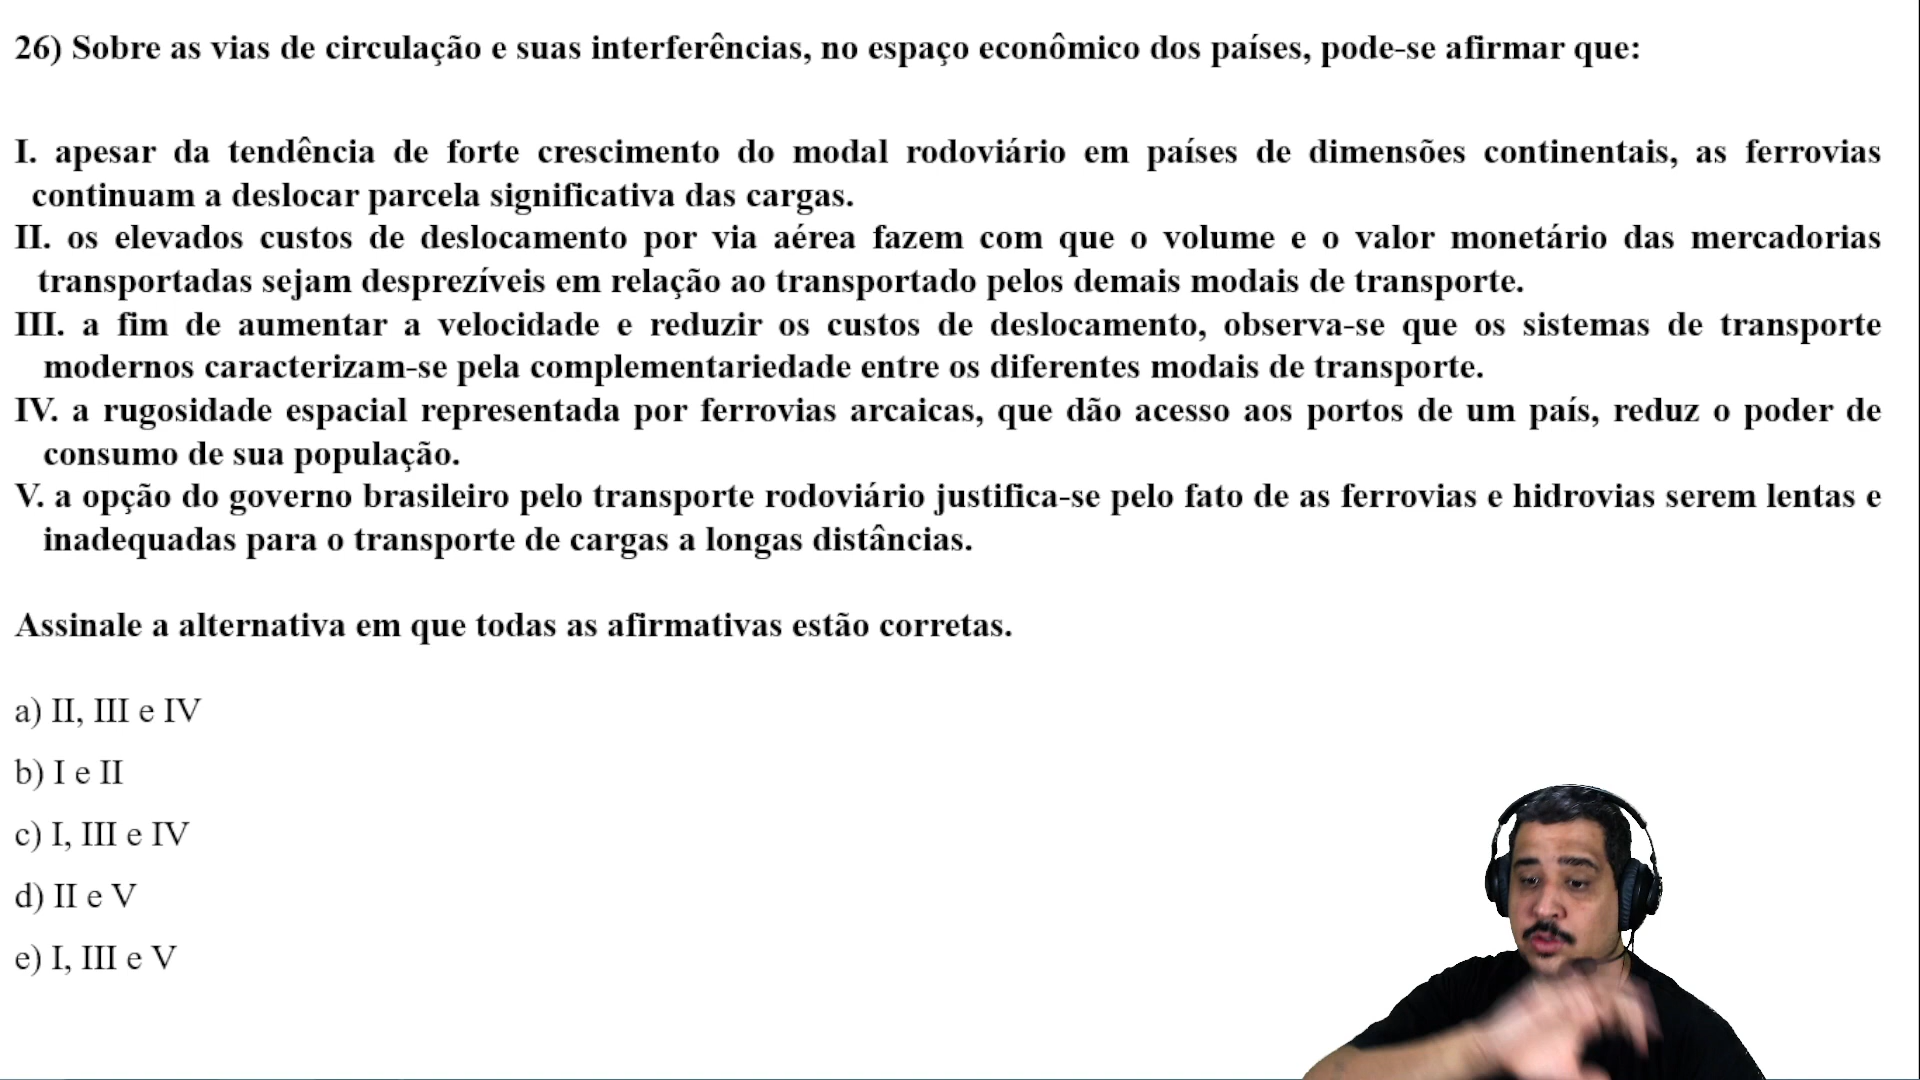 26) Sobre as vias de circulação e suas interferências, no espaço econômico dos países, pode-se afirmar que:
I. apesar da tendência de forte crescimento do modal rodoviário em países de dimensões continentais, as ferrovias
continuam a deslocar parcela significativa das cargas.
II. os elevados custos de deslocamento por via aérea fazem com que o volume e o valor monetário das mercadorias
transportadas sejam desprezíveis em relação ao transportado pelos demais modais de transporte.
III. a fim de aumentar a velocidade e reduzir os custos de deslocamento, observa-se que os sistemas de transporte
modernos caracterizam-se pela complementariedade entre os diferentes modais de transporte.
IV. a rugosidade espacial representada por ferrovias arcaicas, que dão acesso aos portos de um país, reduz o poder de
consumo de sua população.
V. a opção do governo brasileiro pelo transporte rodoviário justifica-se pelo fato de as ferrovias e hidrovias serem lentas e
inadequadas para o transporte de cargas a longas distâncias.
Assinale a alternativa em que todas as afirmativas estão corretas.
a) II, III e IV
b) I e II
c) I, III e IV
d) II e V
e) I, III e V